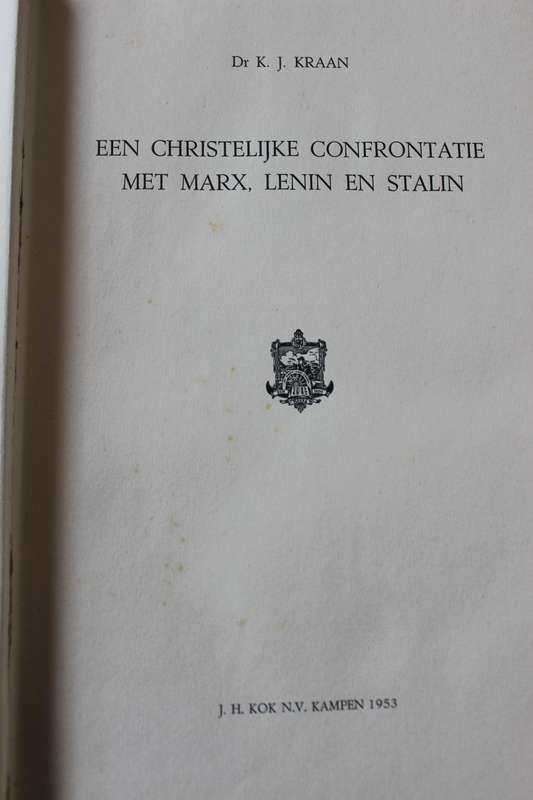 Dr K. J. KRAAN
EEN CHRISTELIJKE CONFRONTATIE
MET MARX, LENIN EN STALIN
J. H. KOK N.V. KAMPEN 1953